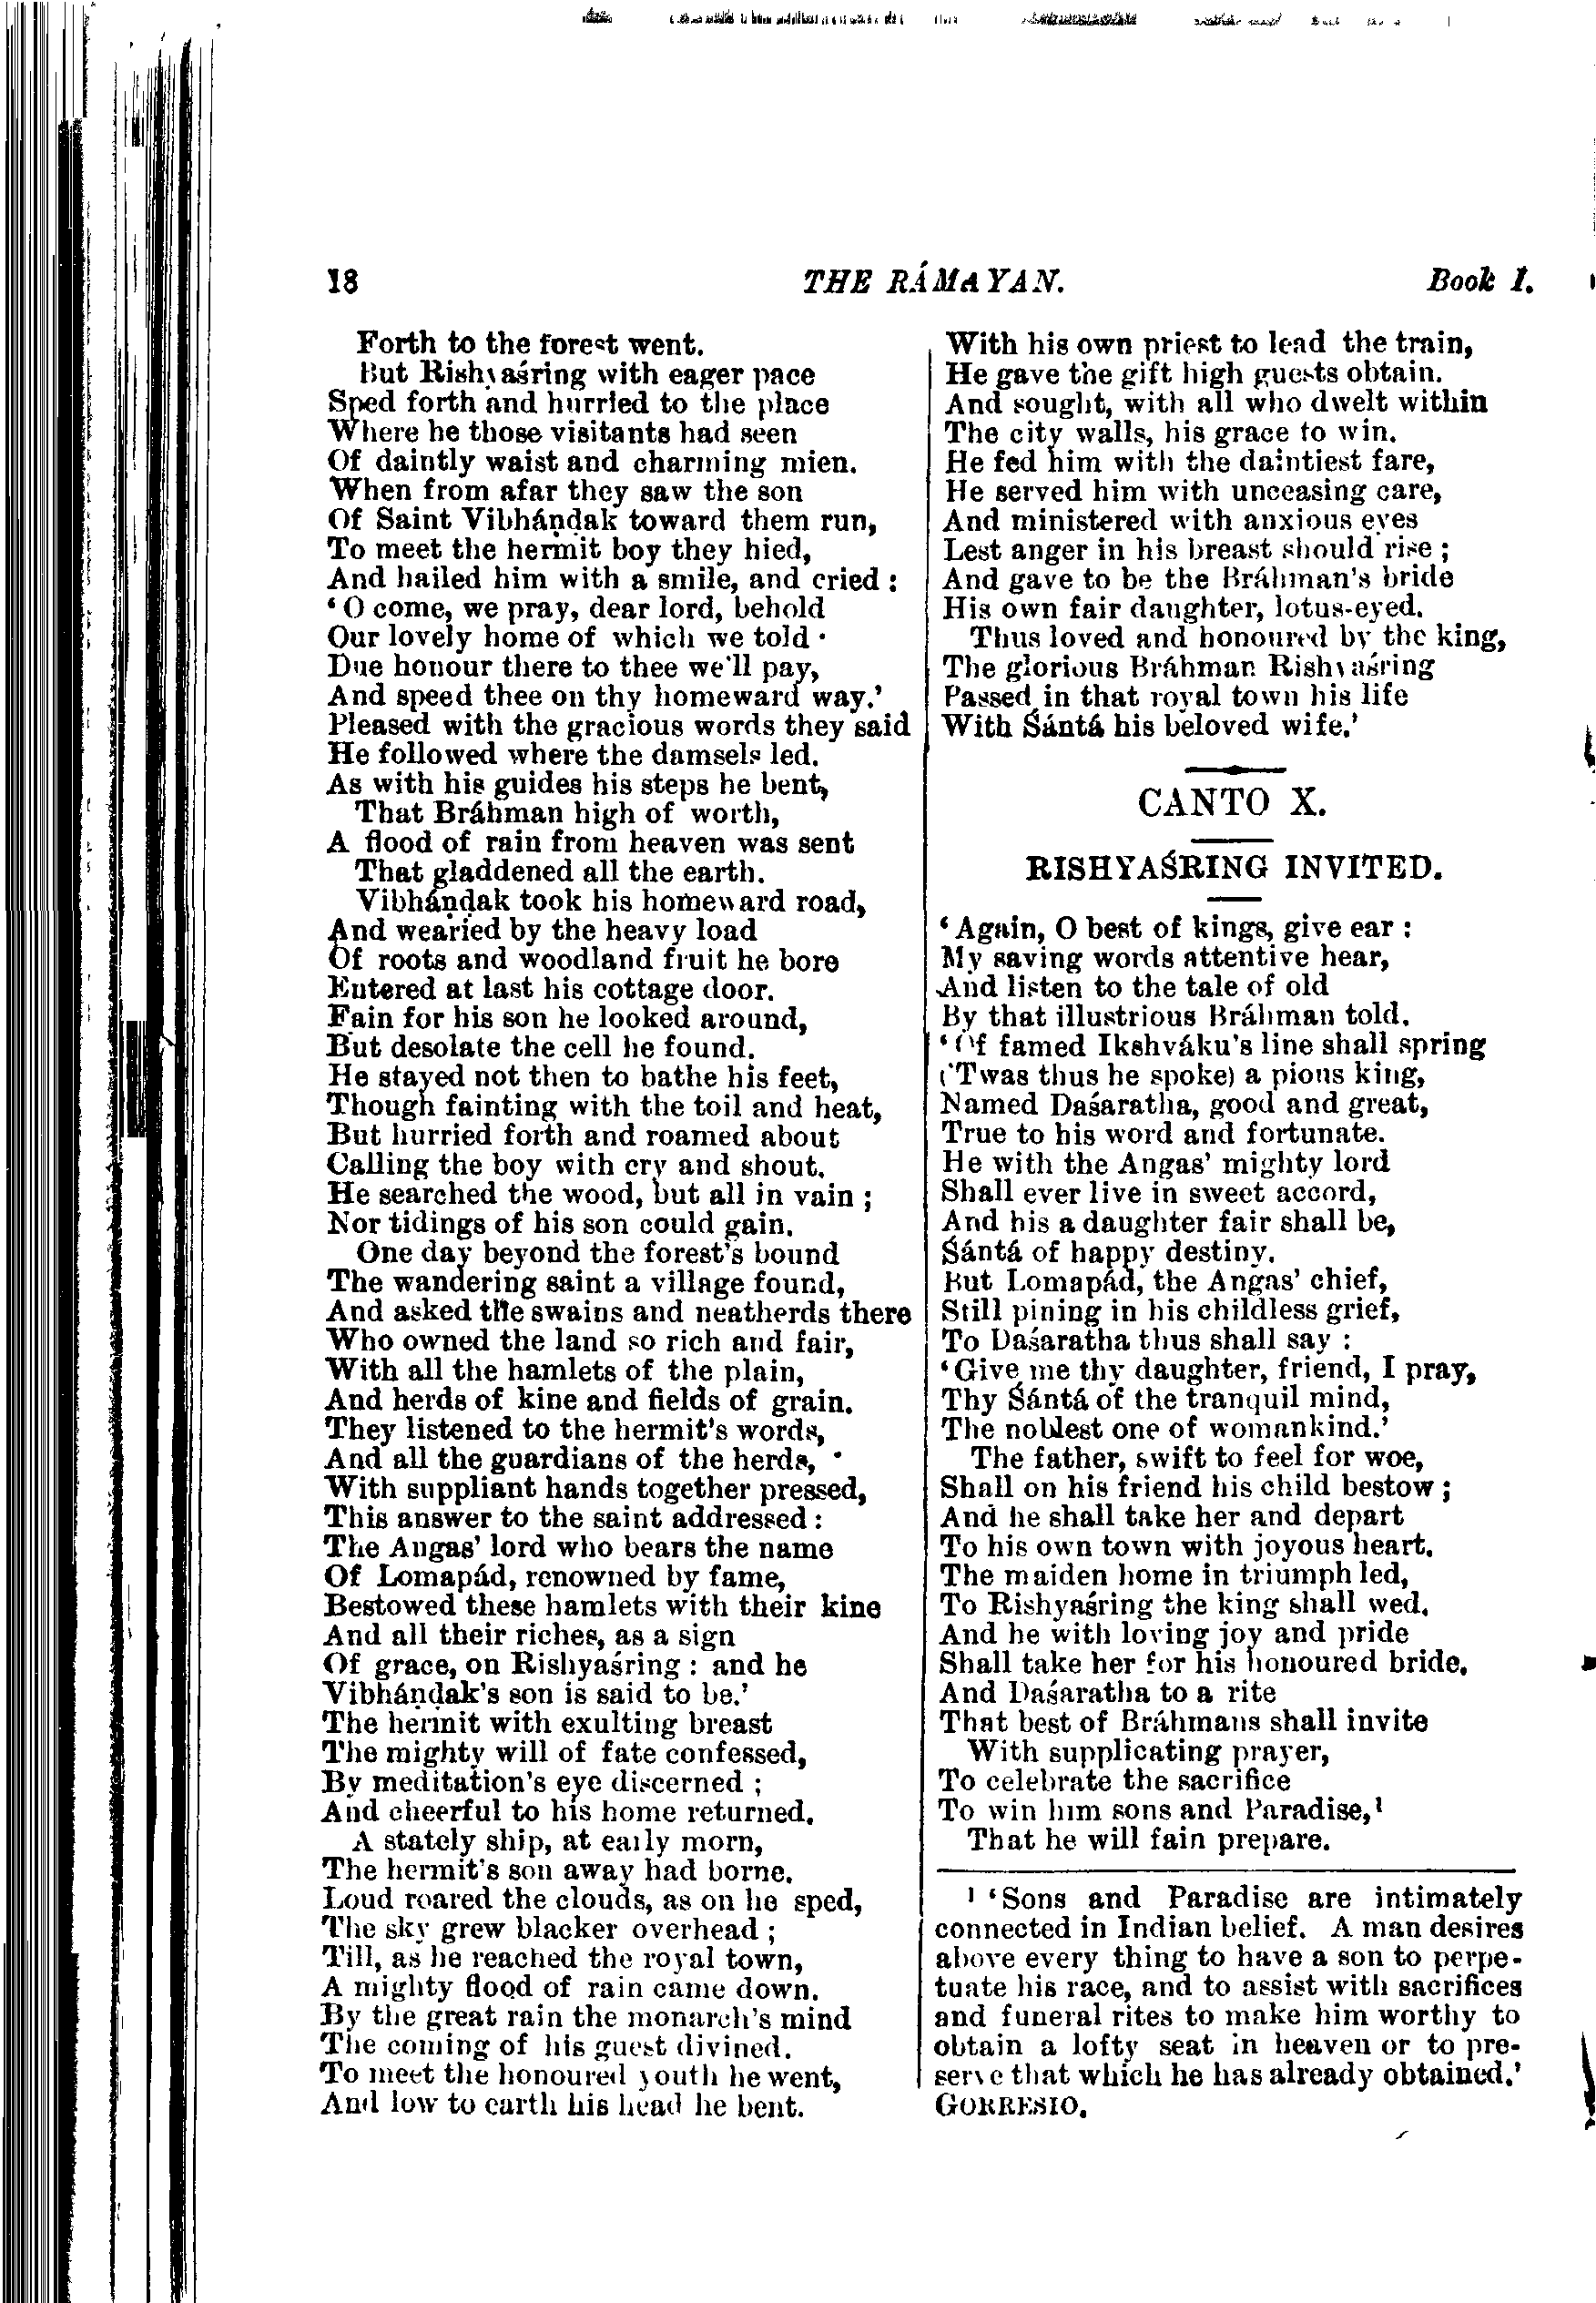 18
THE RÁMAYAN.
Book I.
Forth to the forest went.
But Rishyaśring with eager pace
Sped forth and hurried to the place
Where he those visitants had seen
Of daintly waist and charming mien.
When from afar they saw the son
Of Saint Vibháṇḍak toward them run,
To meet the hermit boy they hied,
And hailed him with a smile, and cried :
‘ O come, we pray, dear lord, behold
Our lovely home of which we told ·
Due honour there to thee we'll pay,
And speed thee on thy homeward way.’
Pleased with the gracious words they said
He followed where the damsels led.
As with his guides his steps he bent,
That Bráhman high of worth,
A flood of rain from heaven was sent
That gladdened all the earth.
Vibháṇḍak took his homeward road,
And wearied by the heavy load
Of roots and woodland fruit he bore
Entered at last his cottage door.
Fain for his son he looked around,
But desolate the cell he found.
He stayed not then to bathe his feet,
Though fainting with the toil and heat,
But hurried forth and roamed about
Calling the boy with cry and shout.
He searched the wood, but all in vain ;
Nor tidings of his son could gain.
One day beyond the forest's bound
The wandering saint a village found,
And asked the swains and neatherds there
Who owned the land so rich and fair,
With all the hamlets of the plain,
And herds of kine and fields of grain.
They listened to the hermit's words,
And all the guardians of the herds,
With suppliant hands together pressed,
This answer to the saint addressed :
The Angas' lord who bears the name
Of Lomapád, renowned by fame,
Bestowed these hamlets with their kine
And all their riches, as a sign
Of grace, on Rishyaśring : and he
Vibháṇḍak's son is said to be.’
The hermit with exulting breast
The mighty will of fate confessed,
By meditation's eye discerned ;
And cheerful to his home returned.
A stately ship, at early morn,
The hermit's son away had borne.
Loud roared the clouds, as on he sped,
The sky grew blacker overhead ;
Till, as he reached the royal town,
A mighty flood of rain came down.
By the great rain the monarch's mind
The coming of his guest divined.
To meet the honoured youth he went,
And low to earth his head he bent.
With his own priest to lead the train,
He gave the gift high guests obtain.
And sought, with all who dwelt within
The city walls, his grace to win.
He fed him with the daintiest fare,
He served him with unceasing care,
And ministered with anxious eyes
Lest anger in his breast should rise ;
And gave to be the Bráhman's bride
His own fair daughter, lotus-eyed.
Thus loved and honoured by the king,
The glorious Bráhman Rishyaśring
Passed in that royal town his life
With Śántá his beloved wife.’
CANTO X.
RISHYAŚRING INVITED.
‘ Again, O best of kings, give ear :
My saving words attentive hear,
And listen to the tale of old
By that illustrious Bráhman told.
‘ Of famed Ikshváku's line shall spring
('Twas thus he spoke) a pious king,
Named Daśaratha, good and great,
True to his word and fortunate.
He with the Angas' mighty lord
Shall ever live in sweet accord,
And his a daughter fair shall be,
Śántá of happy destiny.
But Lomapád, the Angas' chief,
Still pining in his childless grief,
To Daśaratha thus shall say :
‘ Give me thy daughter, friend, I pray,
Thy Śántá of the tranquil mind,
The noblest one of womankind.’
The father, swift to feel for woe,
Shall on his friend his child bestow ;
And he shall take her and depart
To his own town with joyous heart.
The maiden home in triumph led,
To Rishyaśring the king shall wed.
And he with loving joy and pride
Shall take her for his honoured bride.
And Daśaratha to a rite
That best of Bráhmans shall invite
With supplicating prayer,
To celebrate the sacrifice
To win him sons and Paradise,¹
That he will fain prepare.
¹ ‘Sons and Paradise are intimately
connected in Indian belief. A man desires
above every thing to have a son to perpe-
tuate his race, and to assist with sacrifices
and funeral rites to make him worthy to
obtain a lofty seat in heaven or to pre-
serve that which he has already obtained.’
GORRESIO.